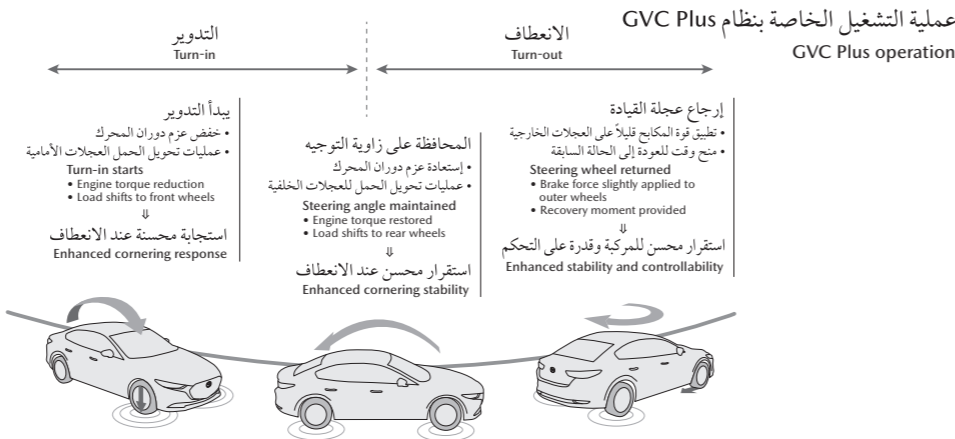 عملية التشغيل الخاصة بنظام GVC Plus
GVC Plus operation
التدوير
Turn-in
الانعطاف
Turn-out
يبدأ التدوير
• خفض عزم دوران المحرك
• عمليات تحويل الحمل العجلات الأمامية
Turn-in starts
• Engine torque reduction
• Load shifts to front wheels
⇓
استجابة محسنة عند الانعطاف
Enhanced cornering response
المحافظة على زاوية التوجيه
• إستعادة عزم دوران المحرك
• عمليات تحويل الحمل للعجلات الخلفية
Steering angle maintained
• Engine torque restored
• Load shifts to rear wheels
⇓
استقرار محسن عند الانعطاف
Enhanced cornering stability
إرجاع عجلة القيادة
• تطبيق قوة المكابح قليلاً على العجلات الخارجية
• منح وقت للعودة إلى الحالة السابقة
Steering wheel returned
• Brake force slightly applied to
outer wheels
• Recovery moment provided
⇓
استقرار محسن للمركبة وقدرة على التحكم
Enhanced stability and controllability